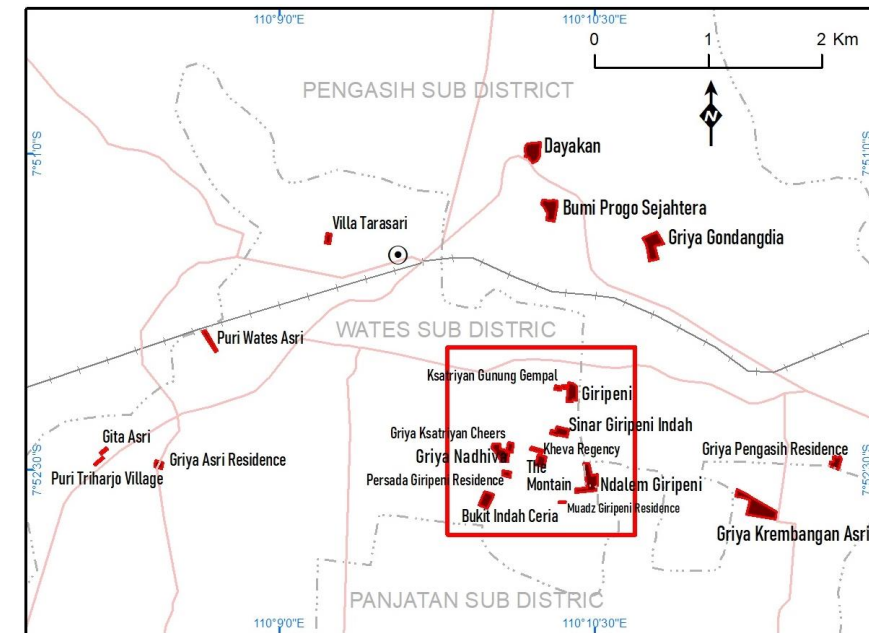 110°9'0"E
110°10'30"E
0 1 2 Km
PENGASIH SUB DISTRICT
N
7°51'0"S
7°51'0"S
Dayakan
Bumi Progo Sejahtera
Villa Tarasari
Griya Gondangdia
WATES SUB DISTRIC
Puri Wates Asri
Ksatriyan Gunung Gempal
Giripeni
Sinar Giripeni Indah
Gita Asri
Griya Ksatriyan Cheers
Kheva Regency
Griya Pengasih Residence
Griya Nadhiva
Griya Asri Residence
The
Montain
7°52'30"S
7°52'30"S
Puri Triharjo Village
Persada Giripeni Residence
Ndalem Giripeni
Muadz Giripeni Residence
Bukit Indah Ceria
Griya Krembangan Asri
PANJATAN SUB DISTRIC
110°9'0"E
110°10'30"E